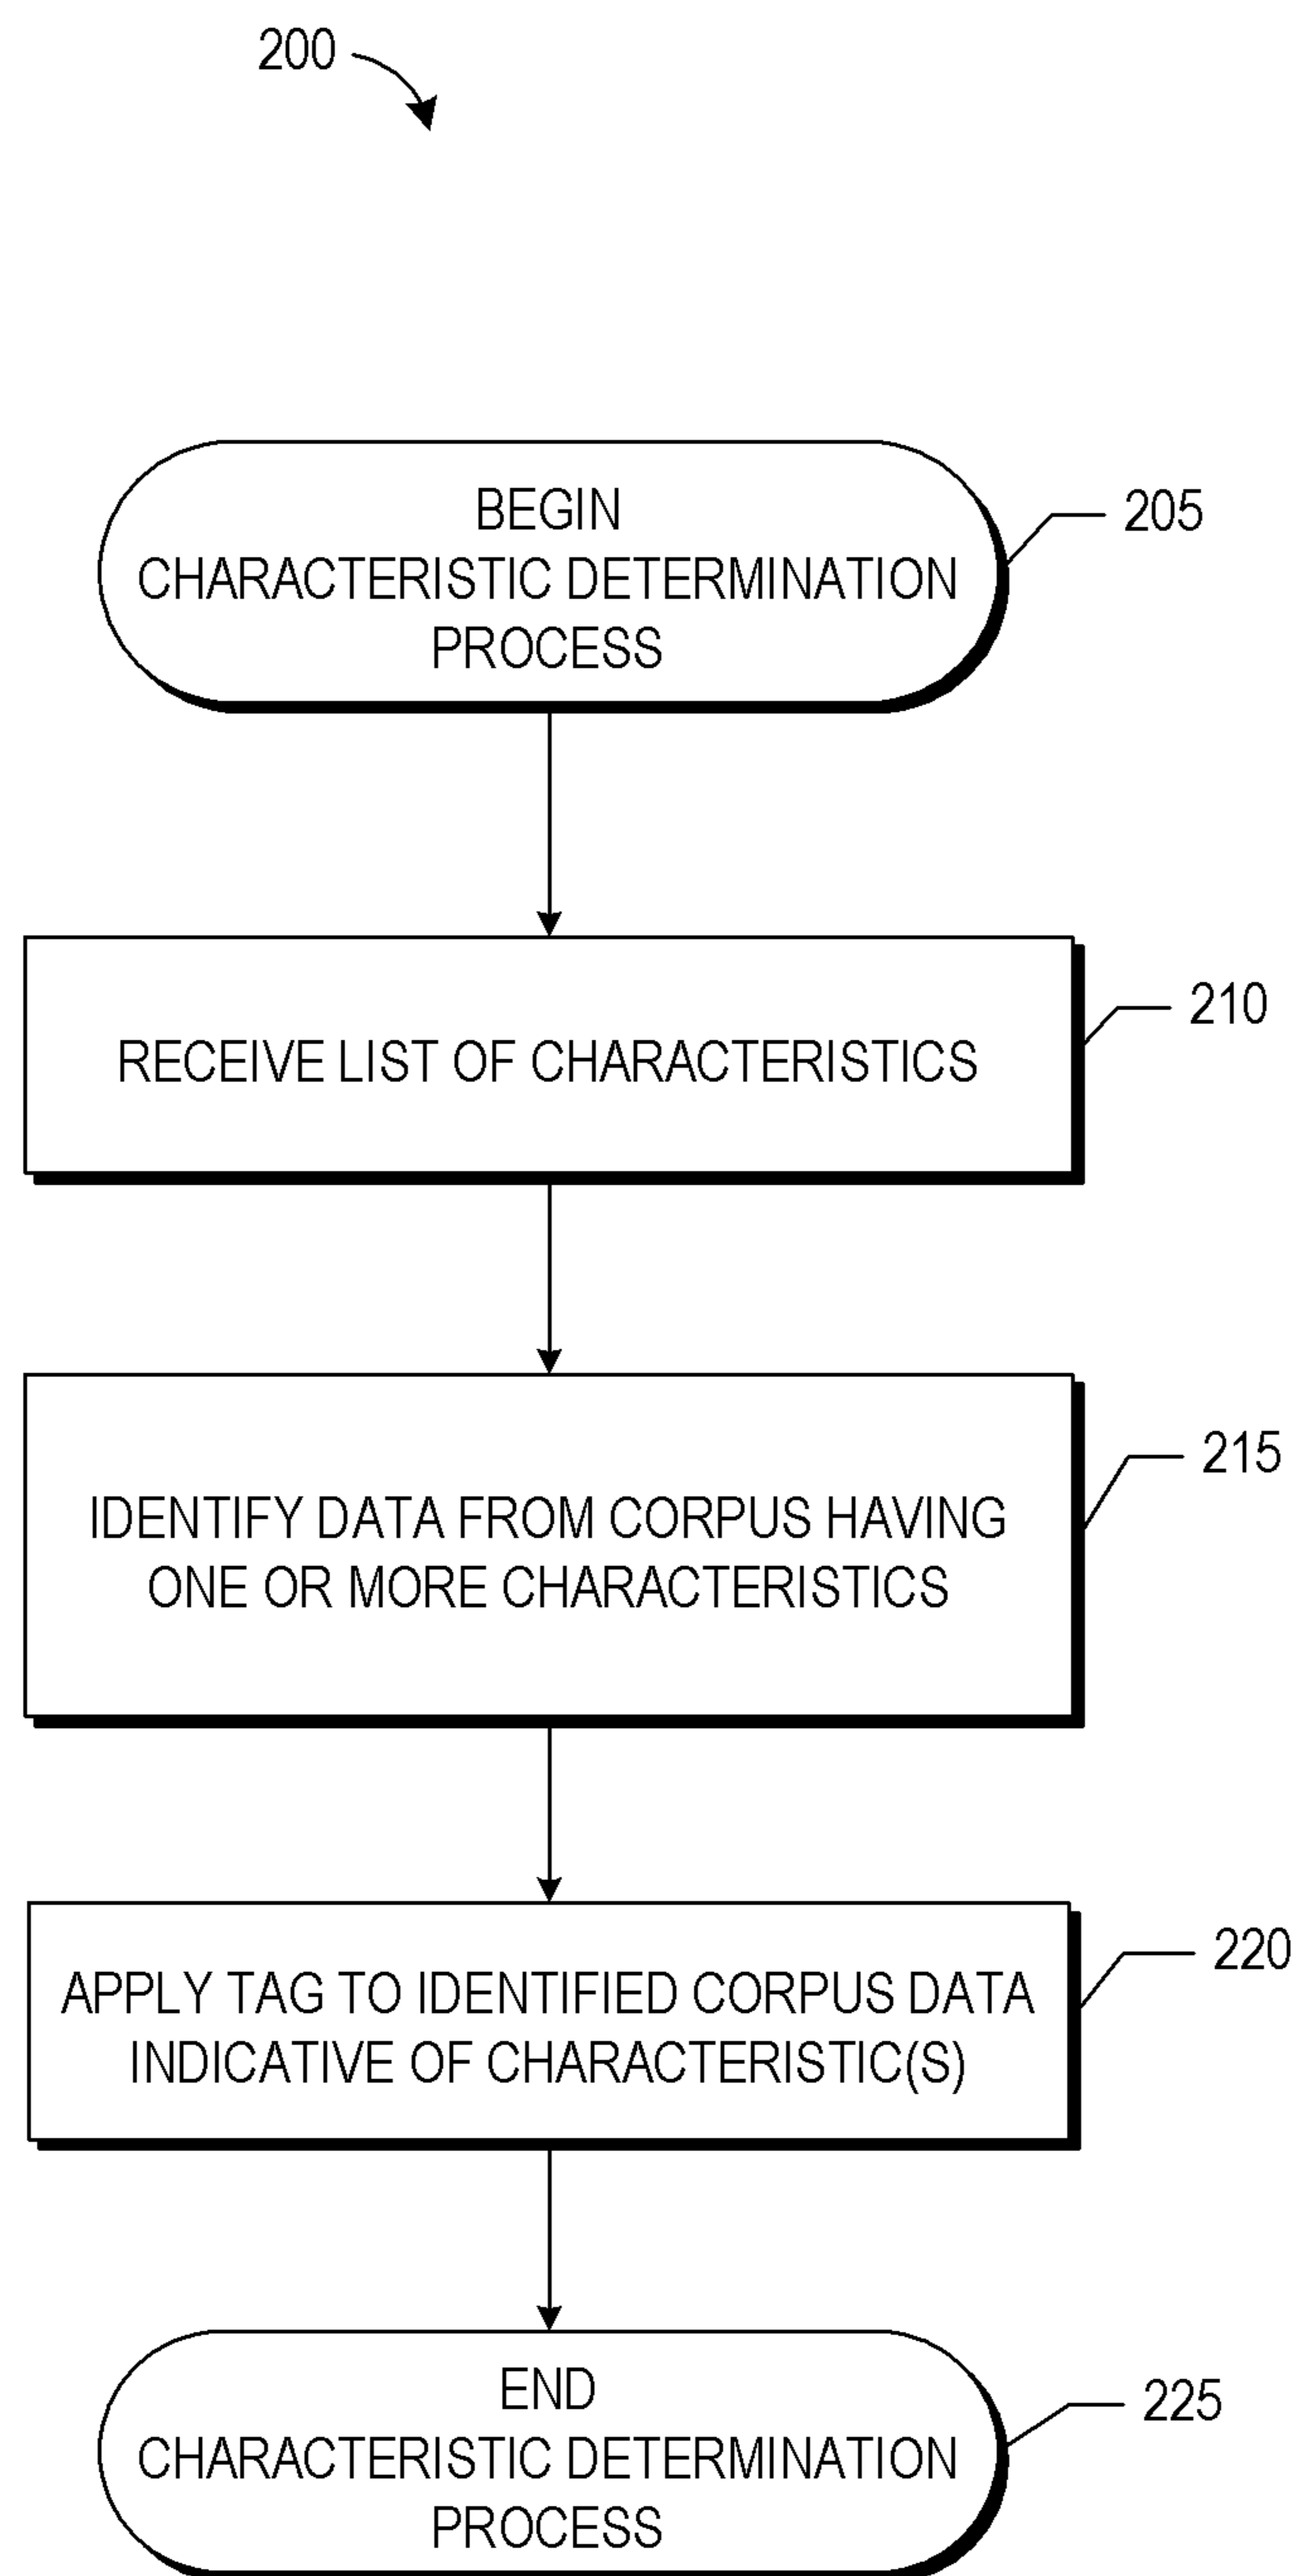 200
BEGIN
CHARACTERISTIC DETERMINATION
PROCESS
205
RECEIVE LIST OF CHARACTERISTICS
210
IDENTIFY DATA FROM CORPUS HAVING
ONE OR MORE CHARACTERISTICS
215
APPLY TAG TO IDENTIFIED CORPUS DATA
INDICATIVE OF CHARACTERISTIC(S)
220
END
CHARACTERISTIC DETERMINATION
PROCESS
225